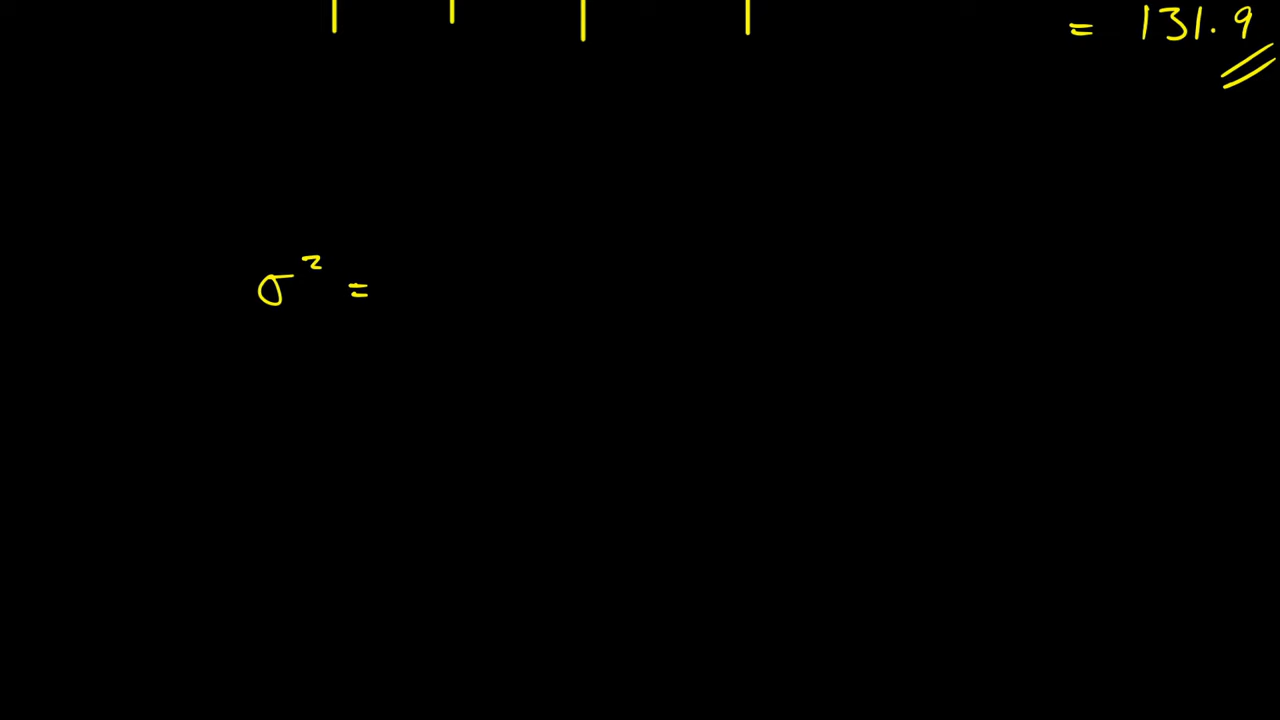 = 131.9
σ² =